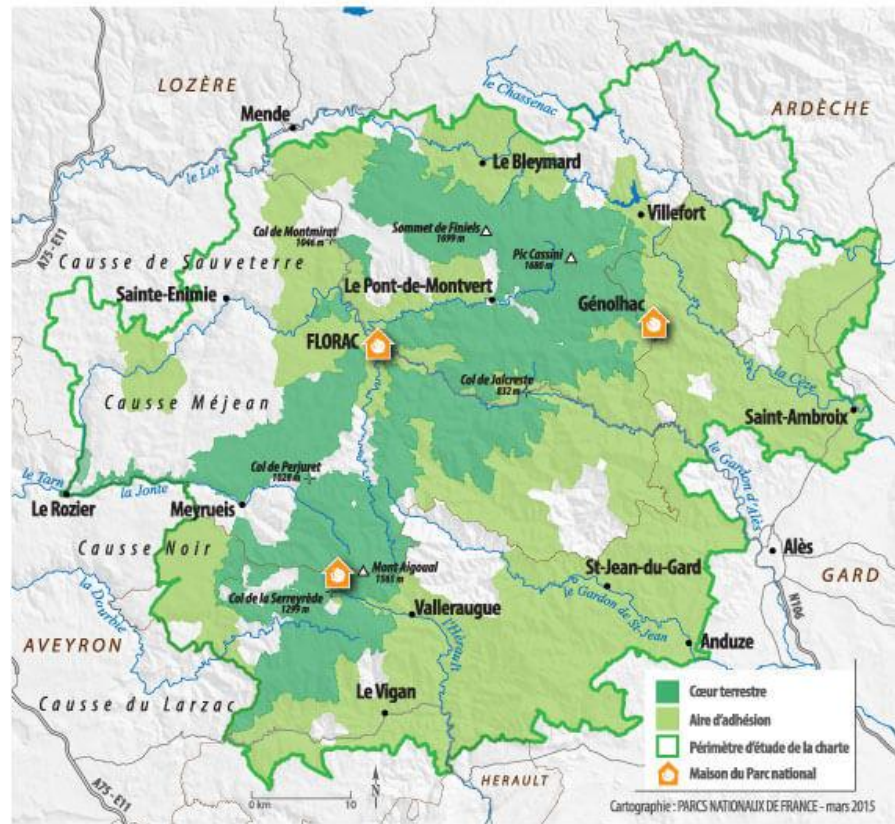 LOZÈRE
ARDÈCHE
le Chassenac
Mende
le Lot
Le Bleymard
Villefort
Col de Montmirat
1046 m
Sommet de Finiels
1699 m
Pic Cassini
1680 m
A75 - E11
Causse de Sauveterre
Sainte-Enimie
Le Pont-de-Montvert
Génolhac
FLORAC
Col de Jalcreste
832 m
la Cèze
Causse Méjean
Saint-Ambroix
Col de Perjuret
1028 m
le Tarn
la Jonte
Le Rozier
Meyrueis
le Gardon d'Alès
Alès
Causse Noir
Mont Aigoual
1565 m
St-Jean-du-Gard
GARD
la Dourbie
Col de la Serreyrède
1299 m
Valleraugue
le Gardon de St Jean
N106
AVEYRON
l'Hérault
Anduze
Causse du Larzac
Le Vigan
A75 - E11
N
0 km
10
HERAULT
Cœur terrestre
Aire d'adhésion
Périmètre d'étude de la charte
Maison du Parc national
Cartographie : PARCS NATIONAUX DE FRANCE - mars 2015